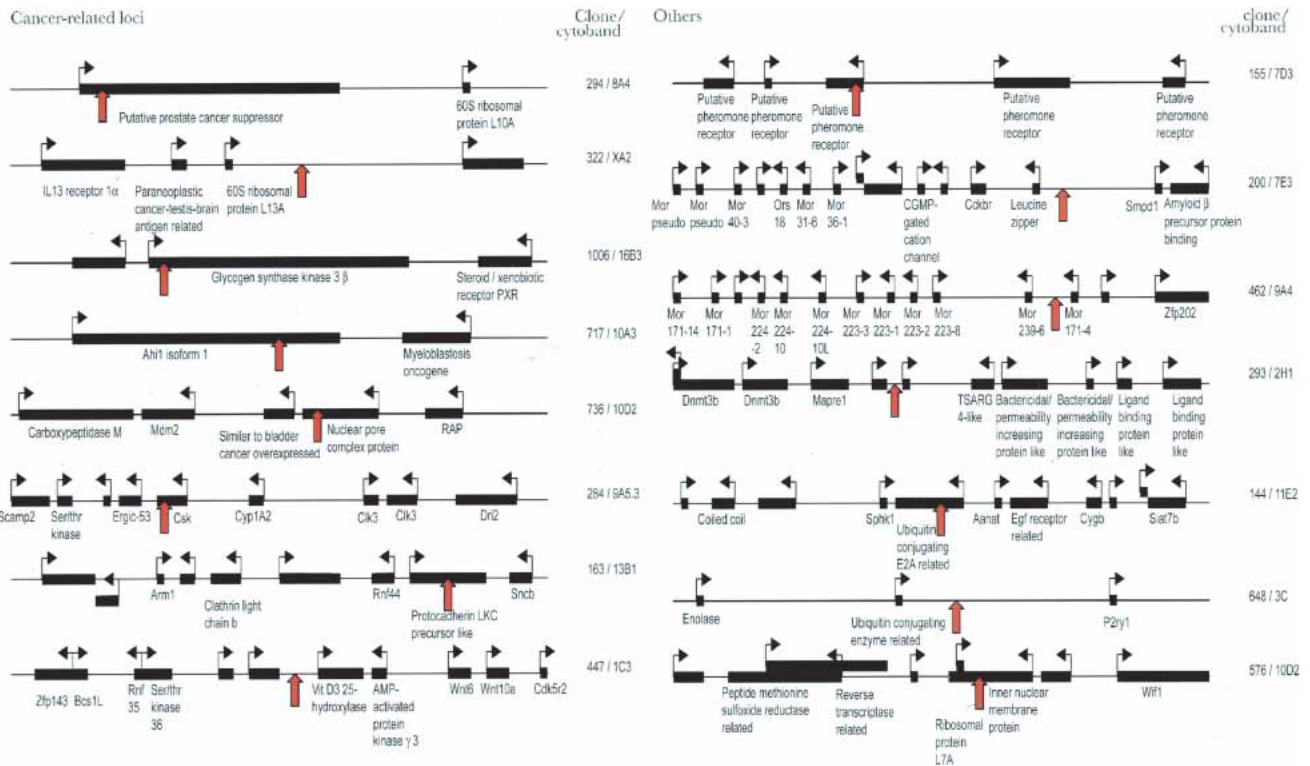 Cancer-related loci
Clone/
cytoband
294 / 8A4
Putative prostate cancer suppressor
60S ribosomal
protein L10A
322 / XA2
IL13 receptor 1α
Paraneoplastic
cancer-testis-brain
antigen related
60S ribosomal
protein L13A
1006 / 16B3
Glycogen synthase kinase 3 β
Steroid / xenobiotic
receptor PXR
717 / 10A3
Ahi1 isoform 1
Myeloblastosis
oncogene
736 / 10D2
Carboxypeptidase M
Mdm2
Similar to bladder
cancer overexpressed
Nuclear pore
complex protein
RAP
284 / 9A5.3
Scamp2
Ser/thr
kinase
Ergic-53
Csk
Cyp1A2
Clk3
Clk3
Dri2
163 / 13B1
Arm1
Clathrin light
chain b
Rnf44
Protocadherin LKC
precursor like
Sncb
447 / 1C3
Zfp143
Bcs1L
Rnf
35
Ser/thr
kinase
36
Vit D3 25-
hydroxylase
AMP-
activated
protein
kinase γ 3
Wnt6
Wnt10a
Cdk5r2
Others
clone/
cytoband
155 / 7D3
Putative
pheromone
receptor
Putative
pheromone
receptor
Putative
pheromone
receptor
Putative
pheromone
receptor
Putative
pheromone
receptor
200 / 7E3
Mor
pseudo
Mor
pseudo
Mor
40-3
Ors
18
Mor
31-6
Mor
36-1
CGMP-
gated
cation
channel
Cckbr
Leucine
zipper
Smpd1
Amyloid β
precursor protein
binding
462 / 9A4
Mor
171-14
Mor
171-1
Mor
224
-2
Mor
224-
10
Mor
224-
10L
Mor
223-3
Mor
223-1
Mor
223-2
Mor
223-8
Mor
239-6
Mor
171-4
Zfp202
293 / 2H1
Dnmt3b
Dnmt3b
Mapre1
TSARG
4-like
Bactericidal/
permeability
increasing
protein like
Bactericidal/
permeability
increasing
protein like
Ligand
binding
protein
like
Ligand
binding
protein
like
144 / 11E2
Coiled coil
Sphk1
Ubiquitin
conjugating
E2A related
Aanat
Egf receptor
related
Cygb
Siat7b
648 / 3C
Enolase
Ubiquitin conjugating
enzyme related
P2ry1
576 / 10D2
Peptide methionine
sulfoxide reductase
related
Reverse
transcriptase
related
Ribosomal
protein
L7A
Inner nuclear
membrane
protein
Wif1